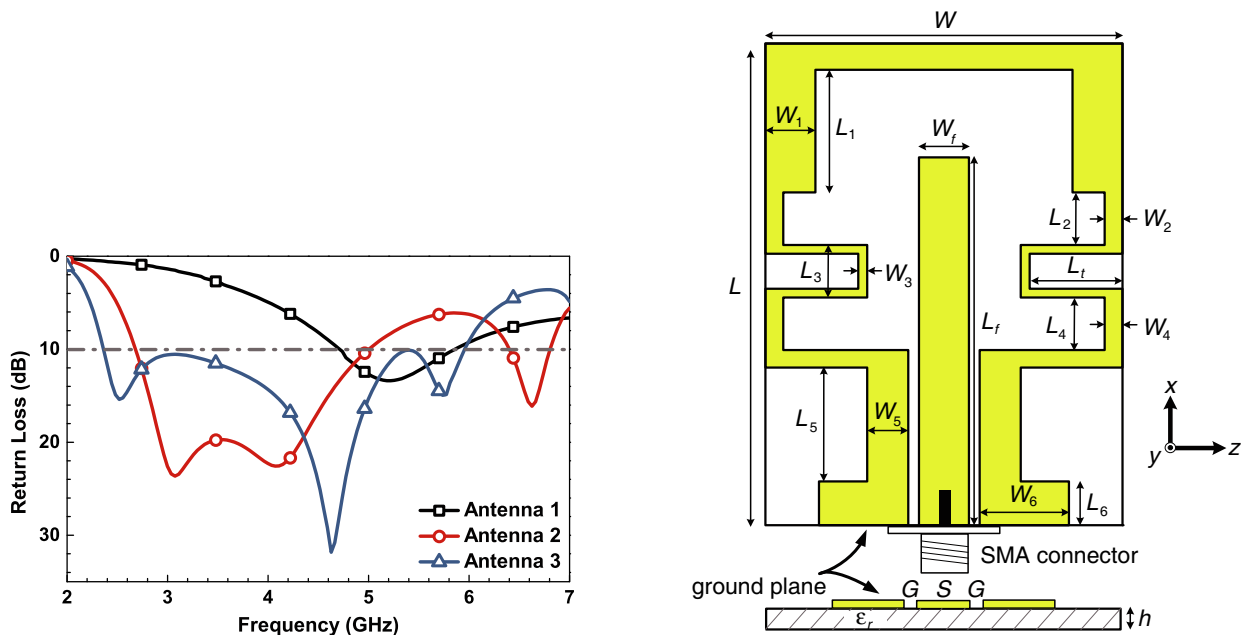 0
10
20
30
2
3
4
5
6
7
Return Loss (dB)
Frequency (GHz)
Antenna 1
Antenna 2
Antenna 3
W
W1
L1
Wf
L
L2
W2
L3
W3
Lt
Lf
L4
W4
L5
W5
W6
L6
x
y
z
SMA connector
ground plane
G S G
εr
h